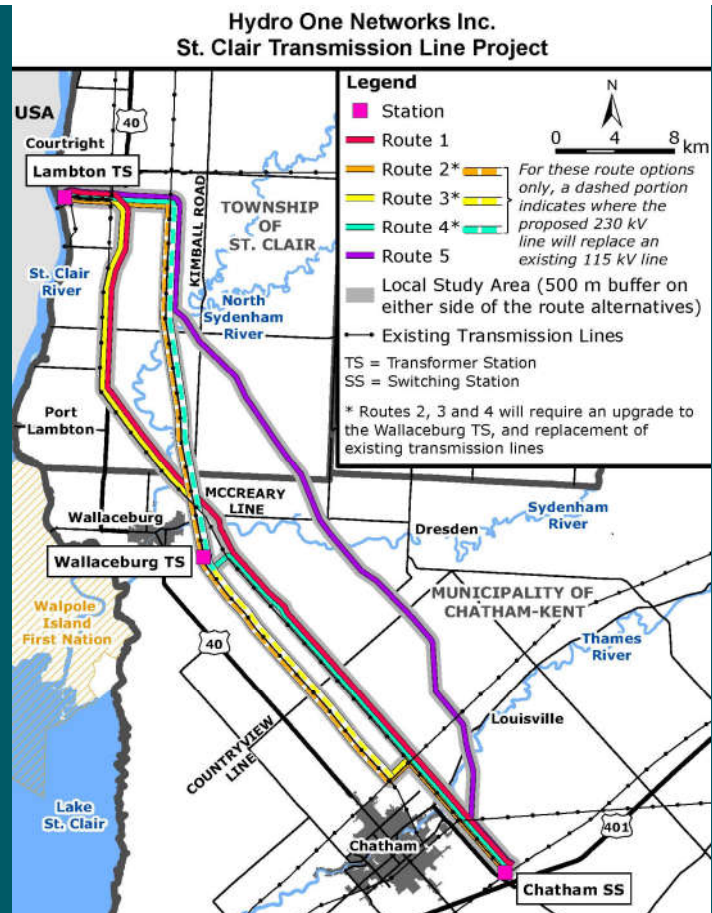 Hydro One Networks Inc.
St. Clair Transmission Line Project
Legend
Station
Route 1
Route 2*
Route 3*
Route 4*
Route 5
For these route options
only, a dashed portion
indicates where the
proposed 230 kV
line will replace an
existing 115 kV line
Local Study Area (500 m buffer on
either side of the route alternatives)
Existing Transmission Lines
TS = Transformer Station
SS = Switching Station
* Routes 2, 3 and 4 will require an upgrade to
the Wallaceburg TS, and replacement of
existing transmission lines
N
0 4 8
km
USA
40
Courtright
Lambton TS
TOWNSHIP
OF
ST. CLAIR
KIMBALL ROAD
St. Clair
River
North
Sydenham
River
Port
Lambton
MCCREARY
LINE
Wallaceburg
Wallaceburg TS
Dresden
Sydenham
River
MUNICIPALITY OF
CHATHAM-KENT
Walpole
Island
First Nation
40
Thames
River
Louisville
COUNTRYVIEW
LINE
Lake
St. Clair
Chatham
401
Chatham SS